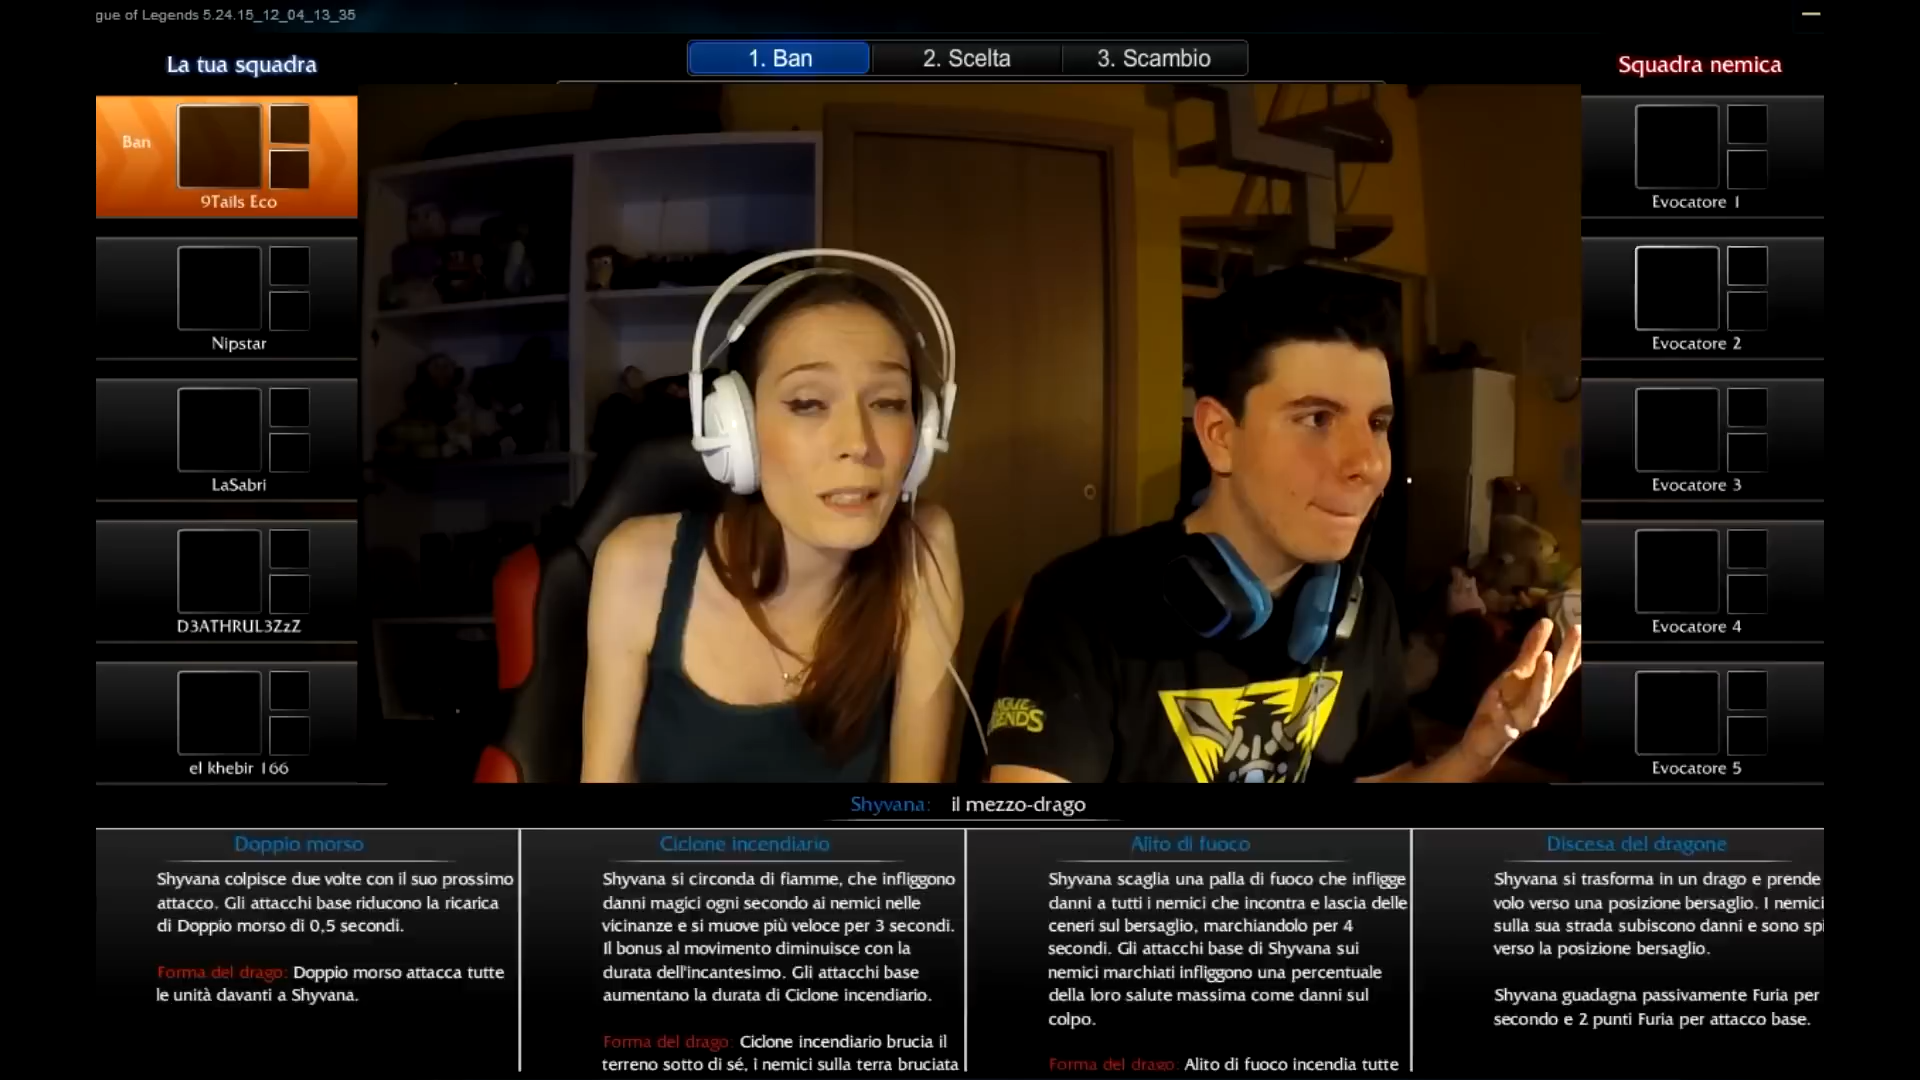 gue of Legends 5.24.15_12_04_13_35
La tua squadra
1. Ban
2. Scelta
3. Scambio
Squadra nemica
Ban
9Tails Eco
Nipstar
LaSabri
D3ATHRUL3ZzZ
el khebir 166
Evocatore 1
Evocatore 2
Evocatore 3
Evocatore 4
Evocatore 5
GUE
GENDS
Shyvana: il mezzo-drago
Doppio morso
Shyvana colpisce due volte con il suo prossimo
attacco. Gli attacchi base riducono la ricarica
di Doppio morso di 0,5 secondi.
Forma del drago: Doppio morso attacca tutte
le unità davanti a Shyvana.
Ciclone incendiario
Shyvana si circonda di fiamme, che infliggono
danni magici ogni secondo ai nemici nelle
vicinanze e si muove più veloce per 3 secondi.
Il bonus al movimento diminuisce con la
durata dell'incantesimo. Gli attacchi base
aumentano la durata di Ciclone incendiario.
Forma del drago: Ciclone incendiario brucia il
terreno sotto di sé, i nemici sulla terra bruciata
Alito di fuoco
Shyvana scaglia una palla di fuoco che infligge
danni a tutti i nemici che incontra e lascia delle
ceneri sul bersaglio, marchiandolo per 4
secondi. Gli attacchi base di Shyvana sui
nemici marchiati infliggono una percentuale
della loro salute massima come danni sul
colpo.
Forma del drago: Alito di fuoco incendia tutte
Discesa del dragone
Shyvana si trasforma in un drago e prende
volo verso una posizione bersaglio. I nemici
sulla sua strada subiscono danni e sono spi
verso la posizione bersaglio.
Shyvana guadagna passivamente Furia per
secondo e 2 punti Furia per attacco base.